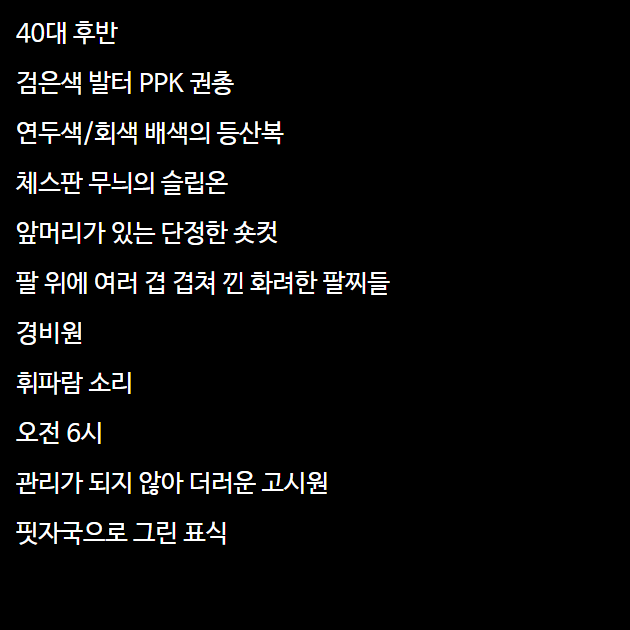 40대 후반
검은색 발터 PPK 권총
연두색/회색 배색의 등산복
체스판 무늬의 슬립온
앞머리가 있는 단정한 숏컷
팔 위에 여러 겹 겹쳐 낀 화려한 팔찌들
경비원
휘파람 소리
오전 6시
관리가 되지 않아 더러운 고시원
핏자국으로 그린 표식